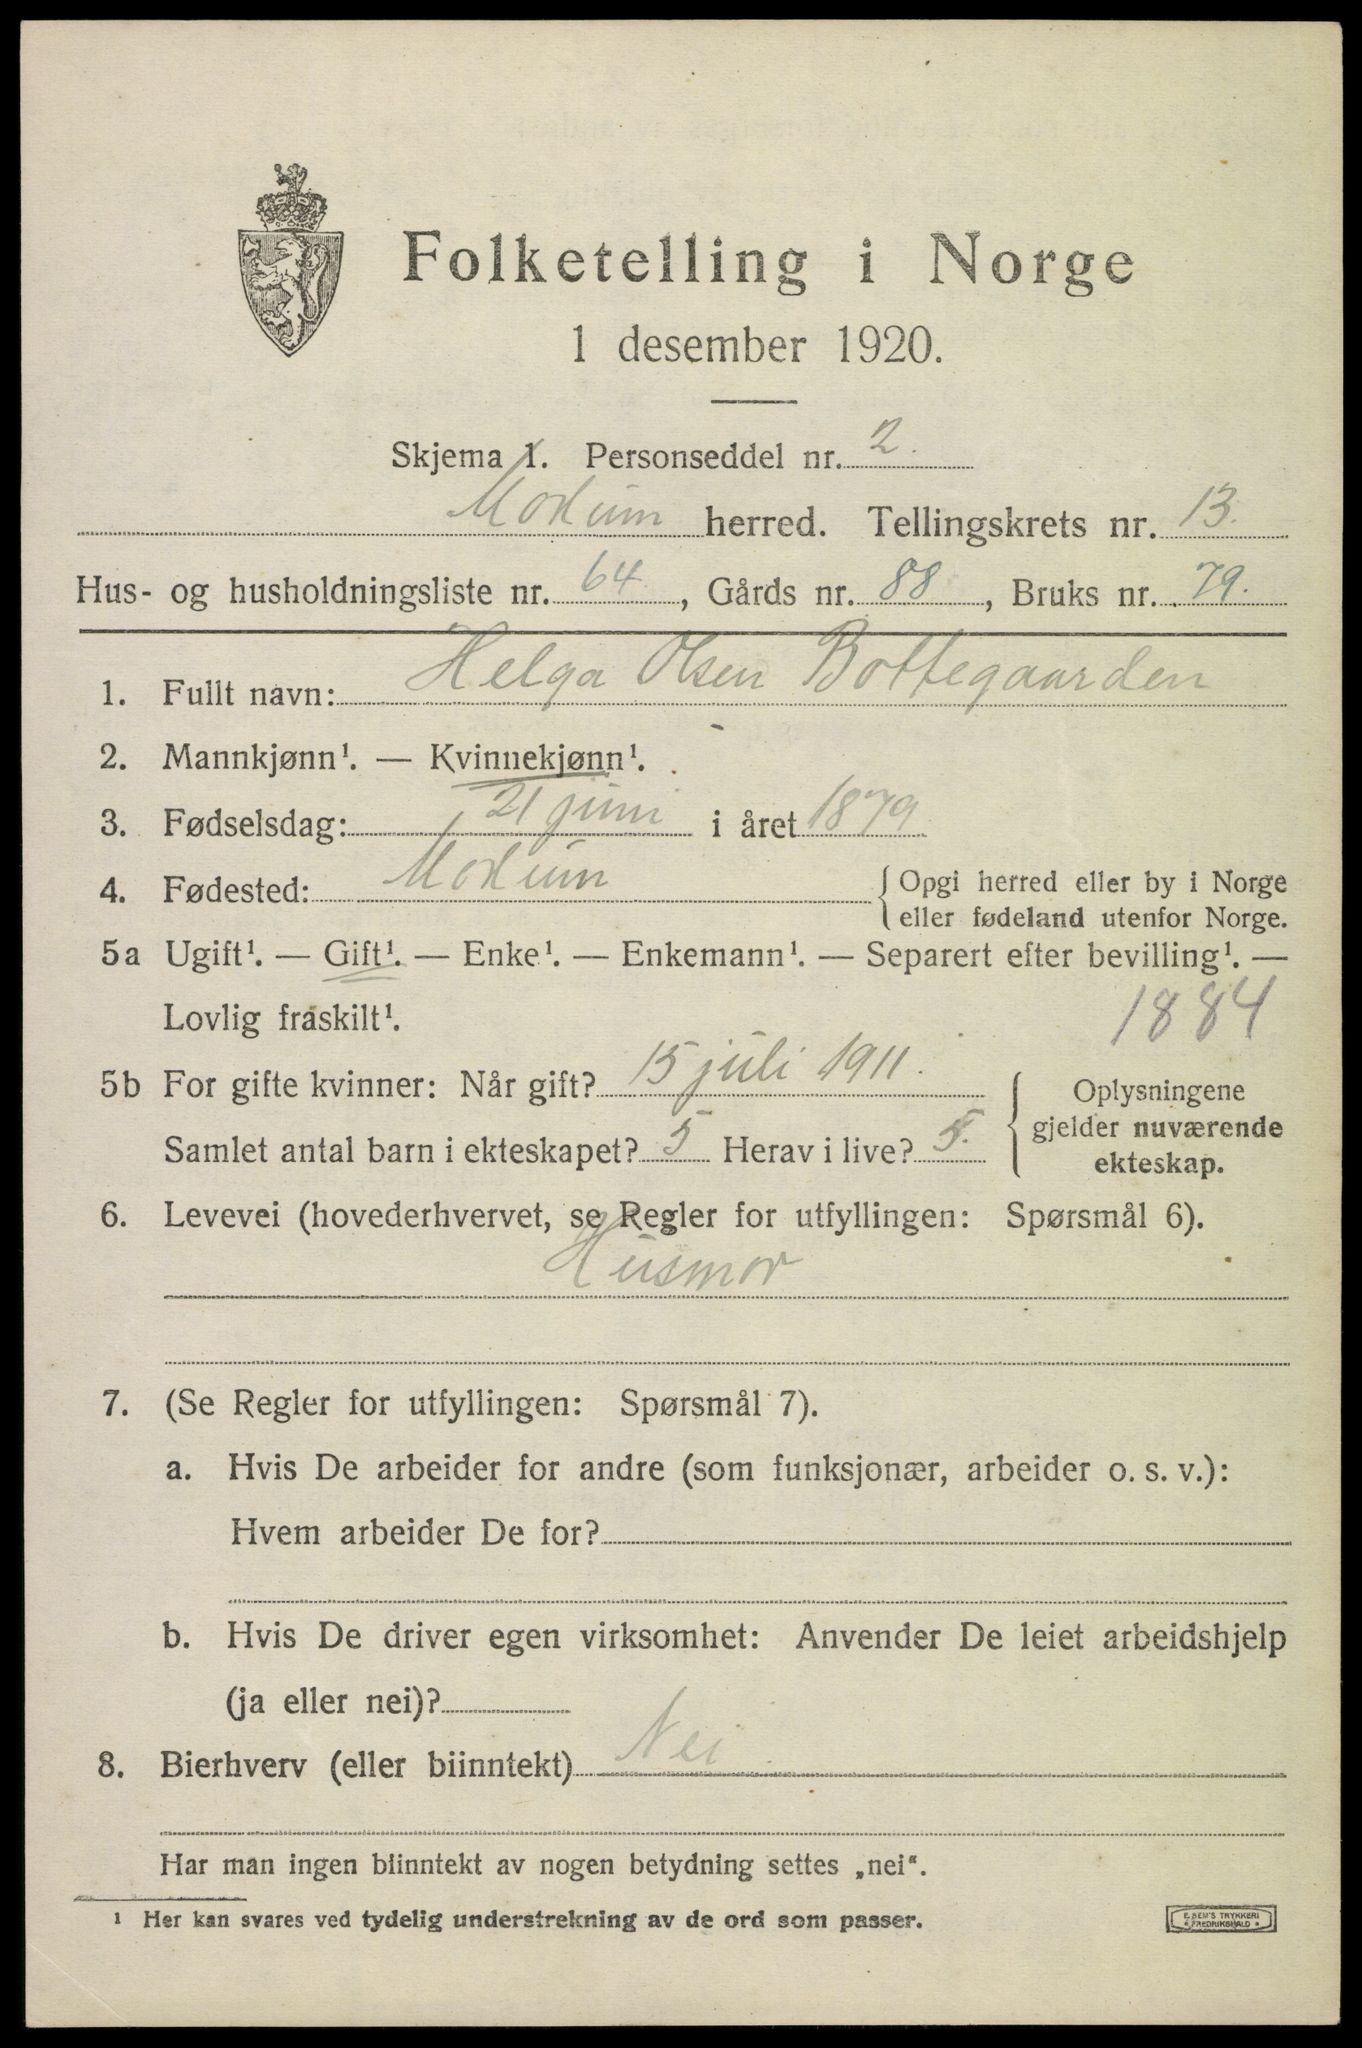 Folketelling i Norge
1 desember 1920.
Skjema 1. Personseddel nr. 2.
Modum herred. Tellingskrets nr. 13.
Hus- og husholdningsliste nr. 64, Gårds nr. 88, Bruks nr. 79.
1. Fullt navn: Helga Olsen Bottegaarden
2. Mannkjønn¹. — Kvinnekjønn¹.
3. Fødselsdag: 21 juni i året 1879
4. Fødested: Modum {Opgi herred eller by i Norge
eller fødeland utenfor Norge.
5a Ugift¹. — Gift¹. — Enke¹. — Enkemann¹. — Separert efter bevilling¹. —
Lovlig fraskilt¹. 1884
5b For gifte kvinner: Når gift? 15 juli 1911.
Samlet antal barn i ekteskapet? 5 Herav i live? 5.
{Oplysningene
gjelder nuværende
ekteskap.
6. Levevei (hovederhvervet, se Regler for utfyllingen: Spørsmål 6).
Husmor
7. (Se Regler for utfyllingen: Spørsmål 7).
a. Hvis De arbeider for andre (som funksjonær, arbeider o. s. v.):
Hvem arbeider De for?
b. Hvis De driver egen virksomhet: Anvender De leiet arbeidshjelp
(ja eller nei)?
8. Bierhverv (eller biinntekt) Nei
Har man ingen biinntekt av nogen betydning settes „nei".
¹ Her kan svares ved tydelig understrekning av de ord som passer.
E. SEM'S TRYKKERI
FREDRIKSHALD